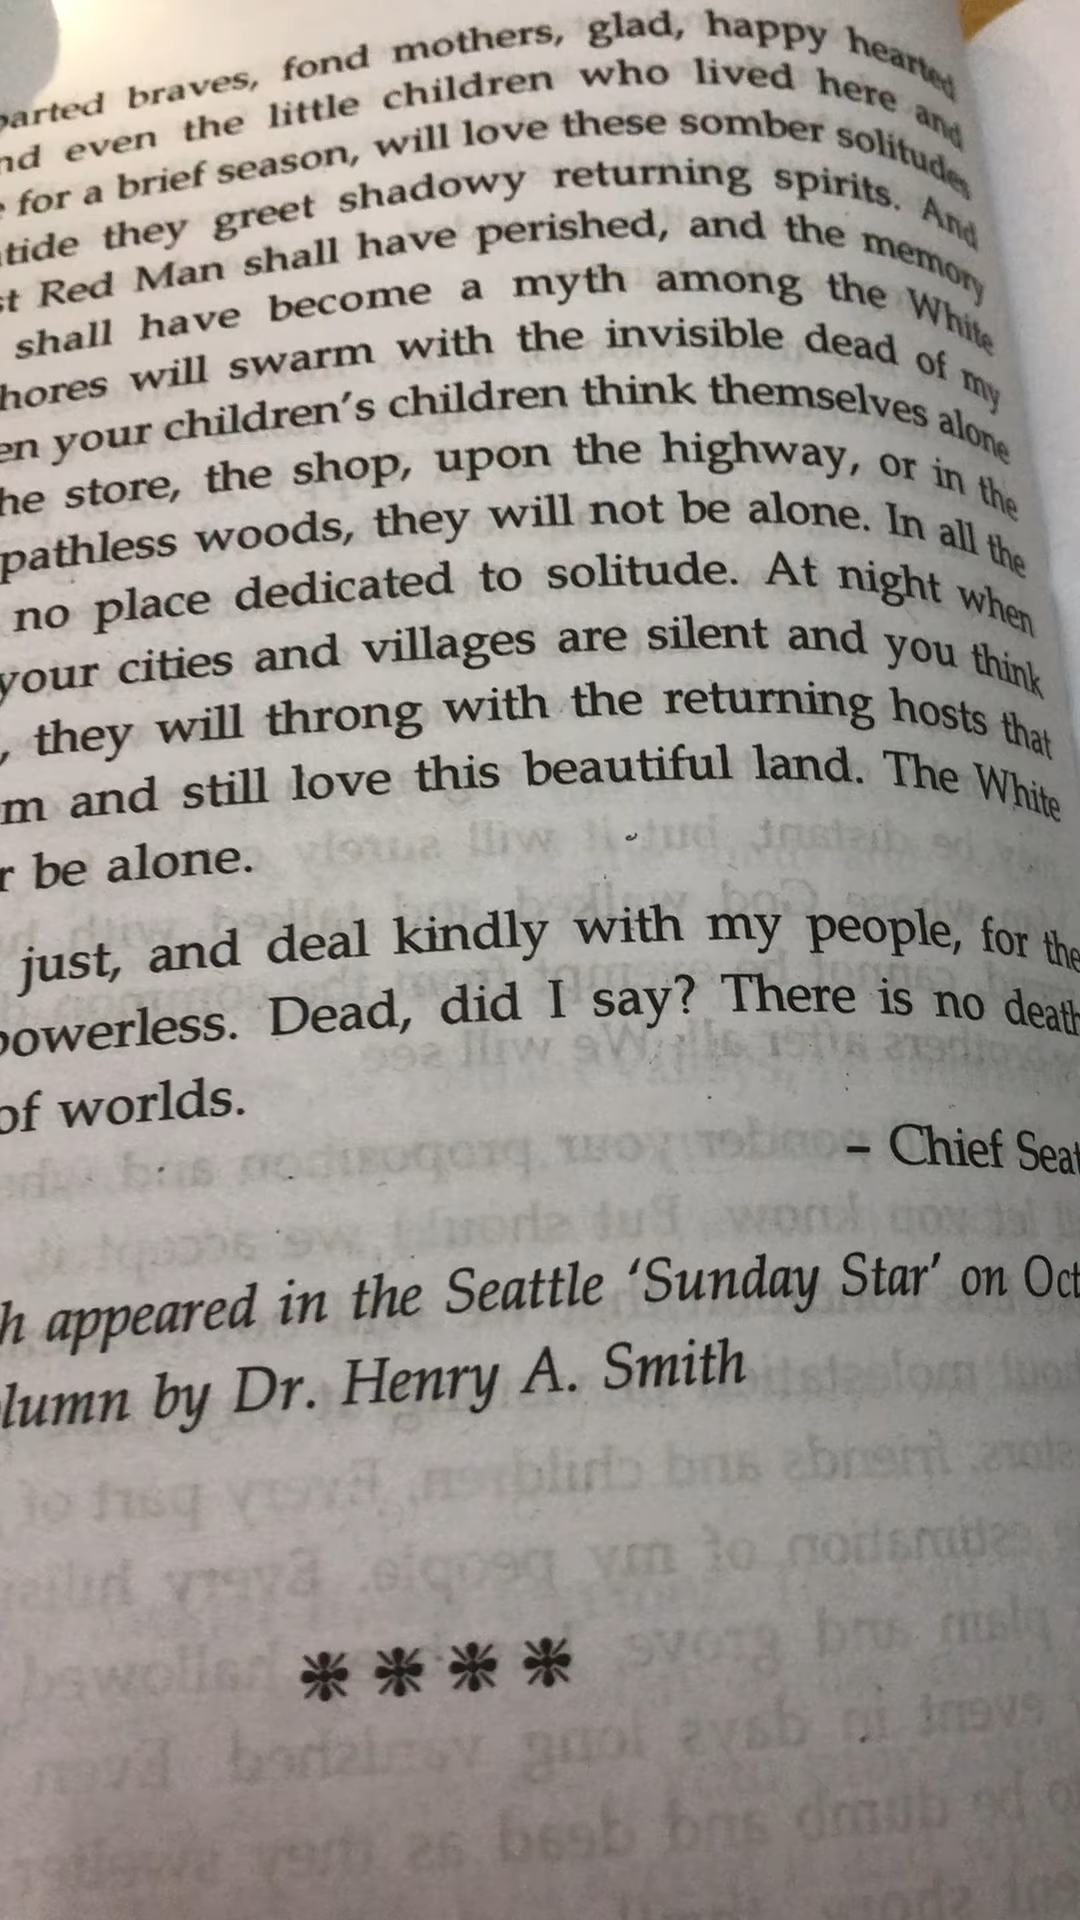 parted braves, fond mothers, glad, happy hearted
nd even the little children who lived here and
for a brief season, will love these somber solitudes
tide they greet shadowy returning spirits. And
st Red Man shall have perished, and the memory
shall have become a myth among the White
hores will swarm with the invisible dead of my
en your children's children think themselves alone
he store, the shop, upon the highway, or in the
pathless woods, they will not be alone. In all the
no place dedicated to solitude. At night when
your cities and villages are silent and you think
, they will throng with the returning hosts that
m and still love this beautiful land. The White
r be alone.
just, and deal kindly with my people, for the
powerless. Dead, did I say? There is no death
of worlds.
– Chief Seat
h appeared in the Seattle 'Sunday Star' on Oct
lumn by Dr. Henry A. Smith